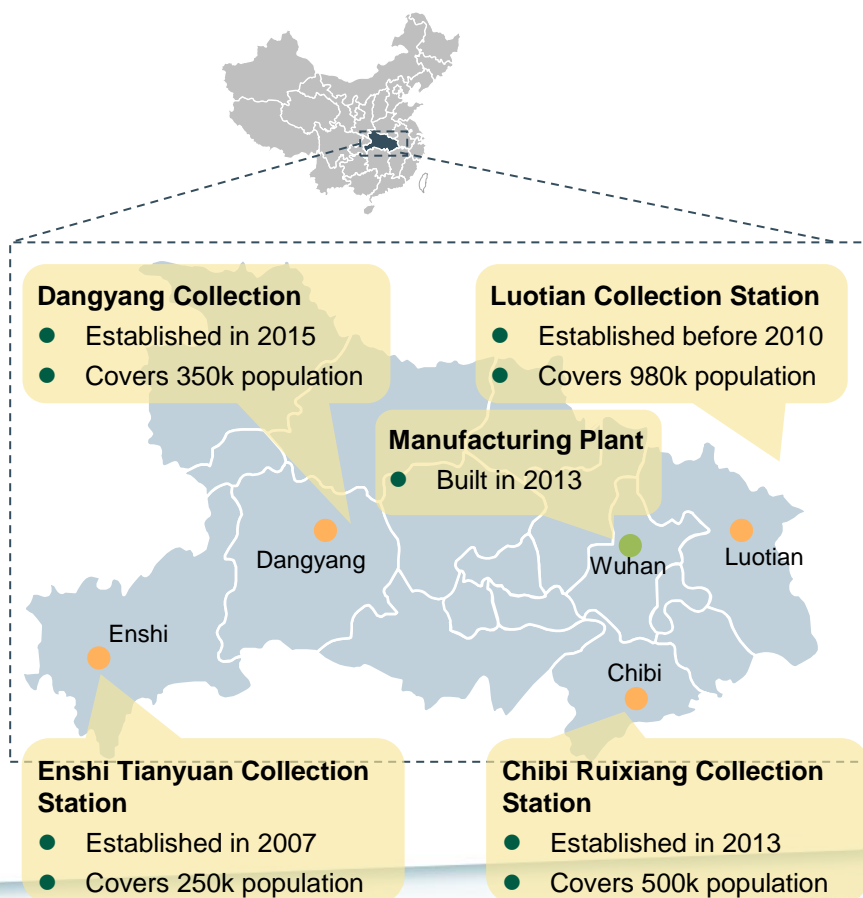 Dangyang Collection
● Established in 2015
● Covers 350k population
Luotian Collection Station
● Established before 2010
● Covers 980k population
Manufacturing Plant
● Built in 2013
Dangyang
Wuhan
Luotian
Enshi
Chibi
Enshi Tianyuan Collection
Station
● Established in 2007
● Covers 250k population
Chibi Ruixiang Collection
Station
● Established in 2013
● Covers 500k population